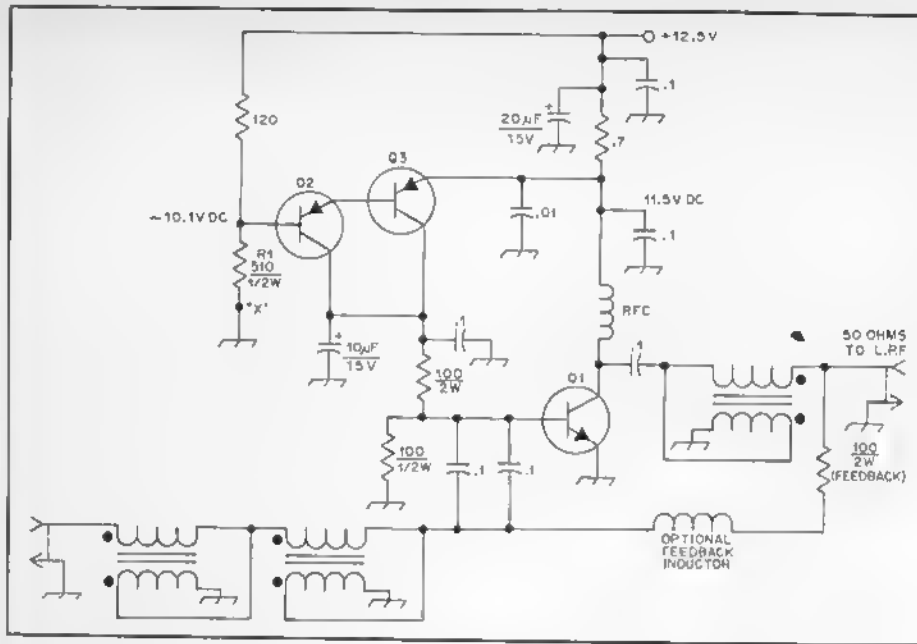 +12.5V
.1
20µF
15V
.7
120
Q3
Q2
~10.1V DC
.01
11.5V DC
.1
R1
510
1/2W
"X"
RFC
10µF
15V
.1
100
2W
.1
50 OHMS
TO L.P.F
Q1
100
1/2W
.1
.1
100
2W
(FEEDBACK)
OPTIONAL
FEEDBACK
INDUCTOR